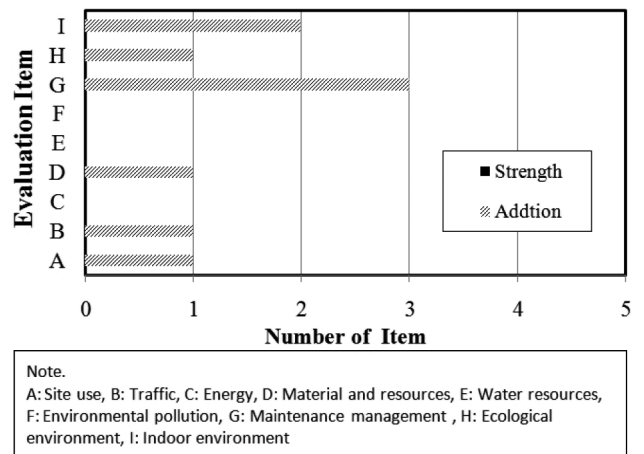 I
H
G
F
E
D
C
B
A
Evaluation Item
Strength
Addtion
0 1 2 3 4 5
Number of Item
Note.
A: Site use, B: Traffic, C: Energy, D: Material and resources, E: Water resources,
F: Environmental pollution, G: Maintenance management , H: Ecological
environment, I: Indoor environment